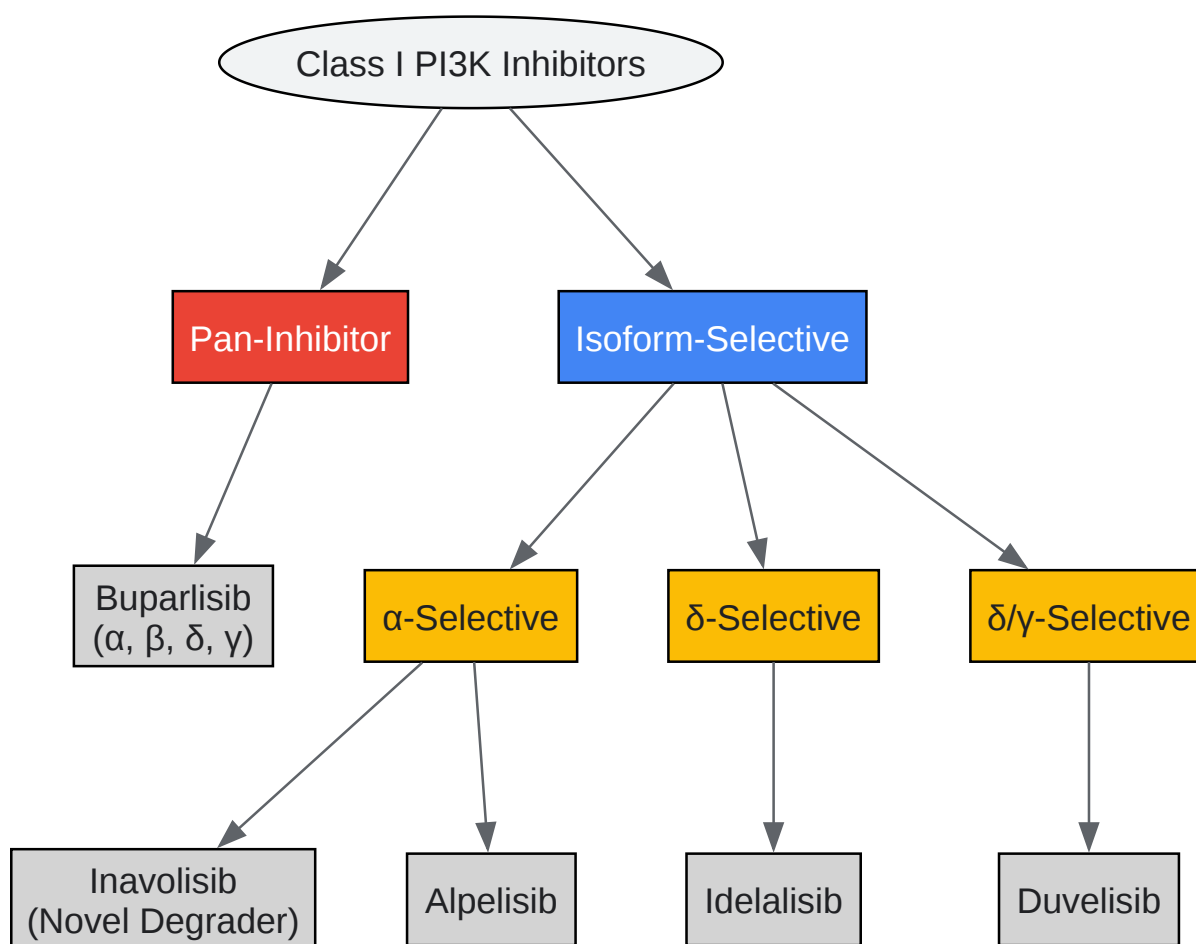 Class I PI3K Inhibitors
Pan-Inhibitor
Isoform-Selective
Buparlisib
(α, β, δ, γ)
α-Selective
δ-Selective
δ/γ-Selective
Inavolisib
(Novel Degrader)
Alpelisib
Idelalisib
Duvelisib